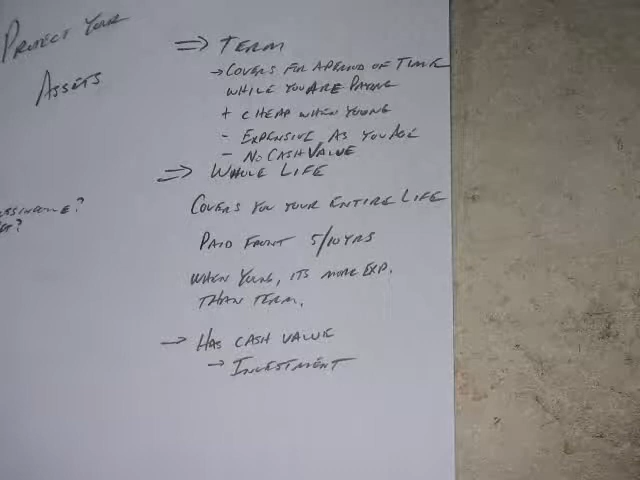 PROTECT YOUR
ASSETS
⇒ TERM
→ COVERS FOR A PERIOD OF TIME
WHILE YOU ARE PAYING
+ CHEAP WHEN YOUNG
- EXPENSIVE AS YOU AGE
- NO CASH VALUE
⇒ WHOLE LIFE
COVERS YOU YOUR ENTIRE LIFE
PAID FRONT 5/10 YRS
WHEN YOUNG, ITS MORE EXP.
THAN TERM.
→ HAS CASH VALUE
→ INVESTMENT
INCOME?